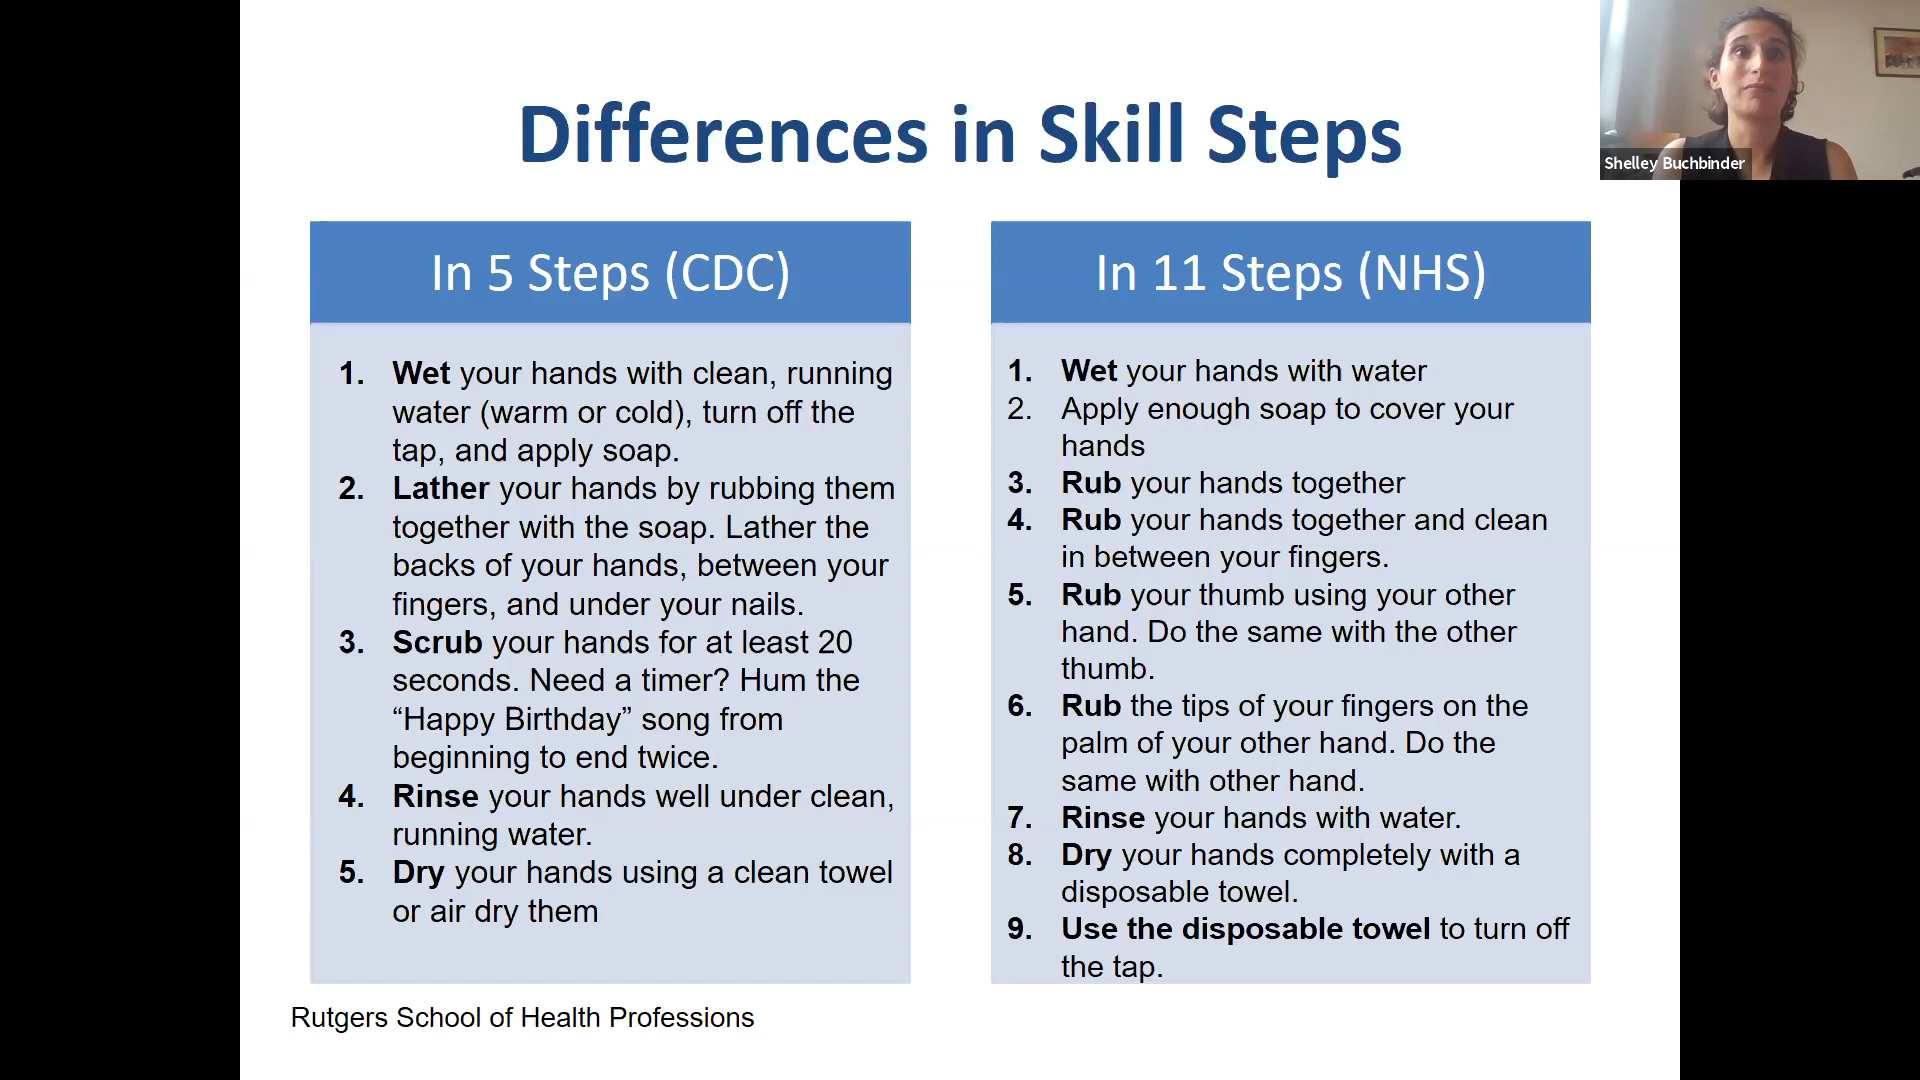 Differences in Skill Steps
Shelley Buchbinder
In 5 Steps (CDC)
1. Wet your hands with clean, running
water (warm or cold), turn off the
tap, and apply soap.
2. Lather your hands by rubbing them
together with the soap. Lather the
backs of your hands, between your
fingers, and under your nails.
3. Scrub your hands for at least 20
seconds. Need a timer? Hum the
“Happy Birthday” song from
beginning to end twice.
4. Rinse your hands well under clean,
running water.
5. Dry your hands using a clean towel
or air dry them
In 11 Steps (NHS)
1. Wet your hands with water
2. Apply enough soap to cover your
hands
3. Rub your hands together
4. Rub your hands together and clean
in between your fingers.
5. Rub your thumb using your other
hand. Do the same with the other
thumb.
6. Rub the tips of your fingers on the
palm of your other hand. Do the
same with other hand.
7. Rinse your hands with water.
8. Dry your hands completely with a
disposable towel.
9. Use the disposable towel to turn off
the tap.
Rutgers School of Health Professions